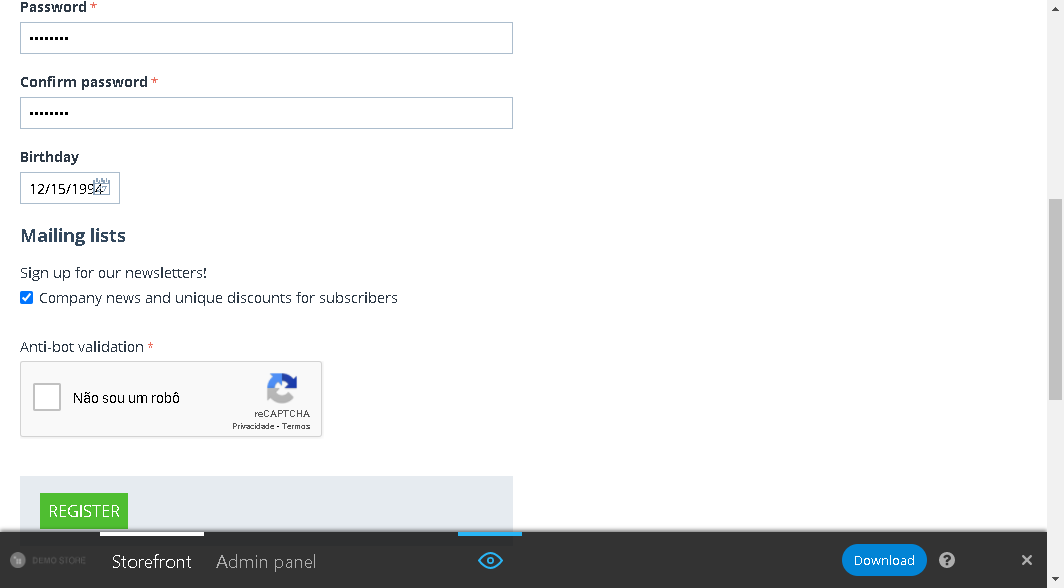 Password *
••••••••
Confirm password *
••••••••
Birthday
12/15/1994
Mailing lists
Sign up for our newsletters!
Company news and unique discounts for subscribers
Anti-bot validation *
Não sou um robô
reCAPTCHA
Privacidade - Termos
REGISTER
DEMO STORE
Storefront
Admin panel
Download
?